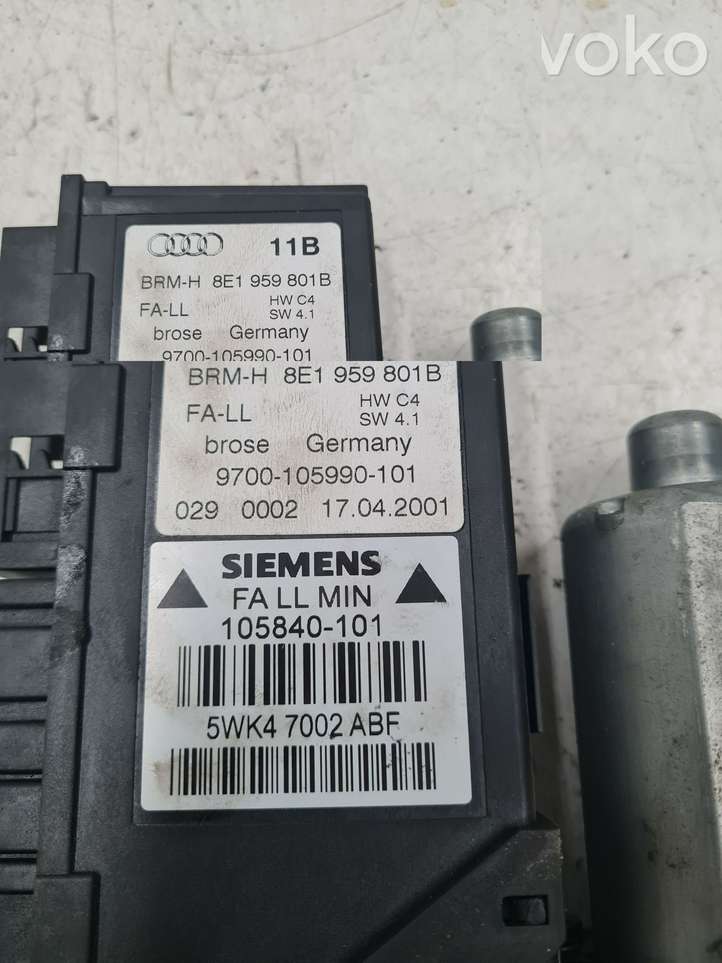 voko
11B
BRM-H 8E1 959 801B
FA-LL HW C4
SW 4.1
brose Germany
9700-105990-101
BRM-H 8E1 959 801B
FA-LL HW C4
SW 4.1
brose Germany
9700-105990-101
029 0002 17.04.2001
SIEMENS
FA LL MIN
105840-101
5WK4 7002 ABF